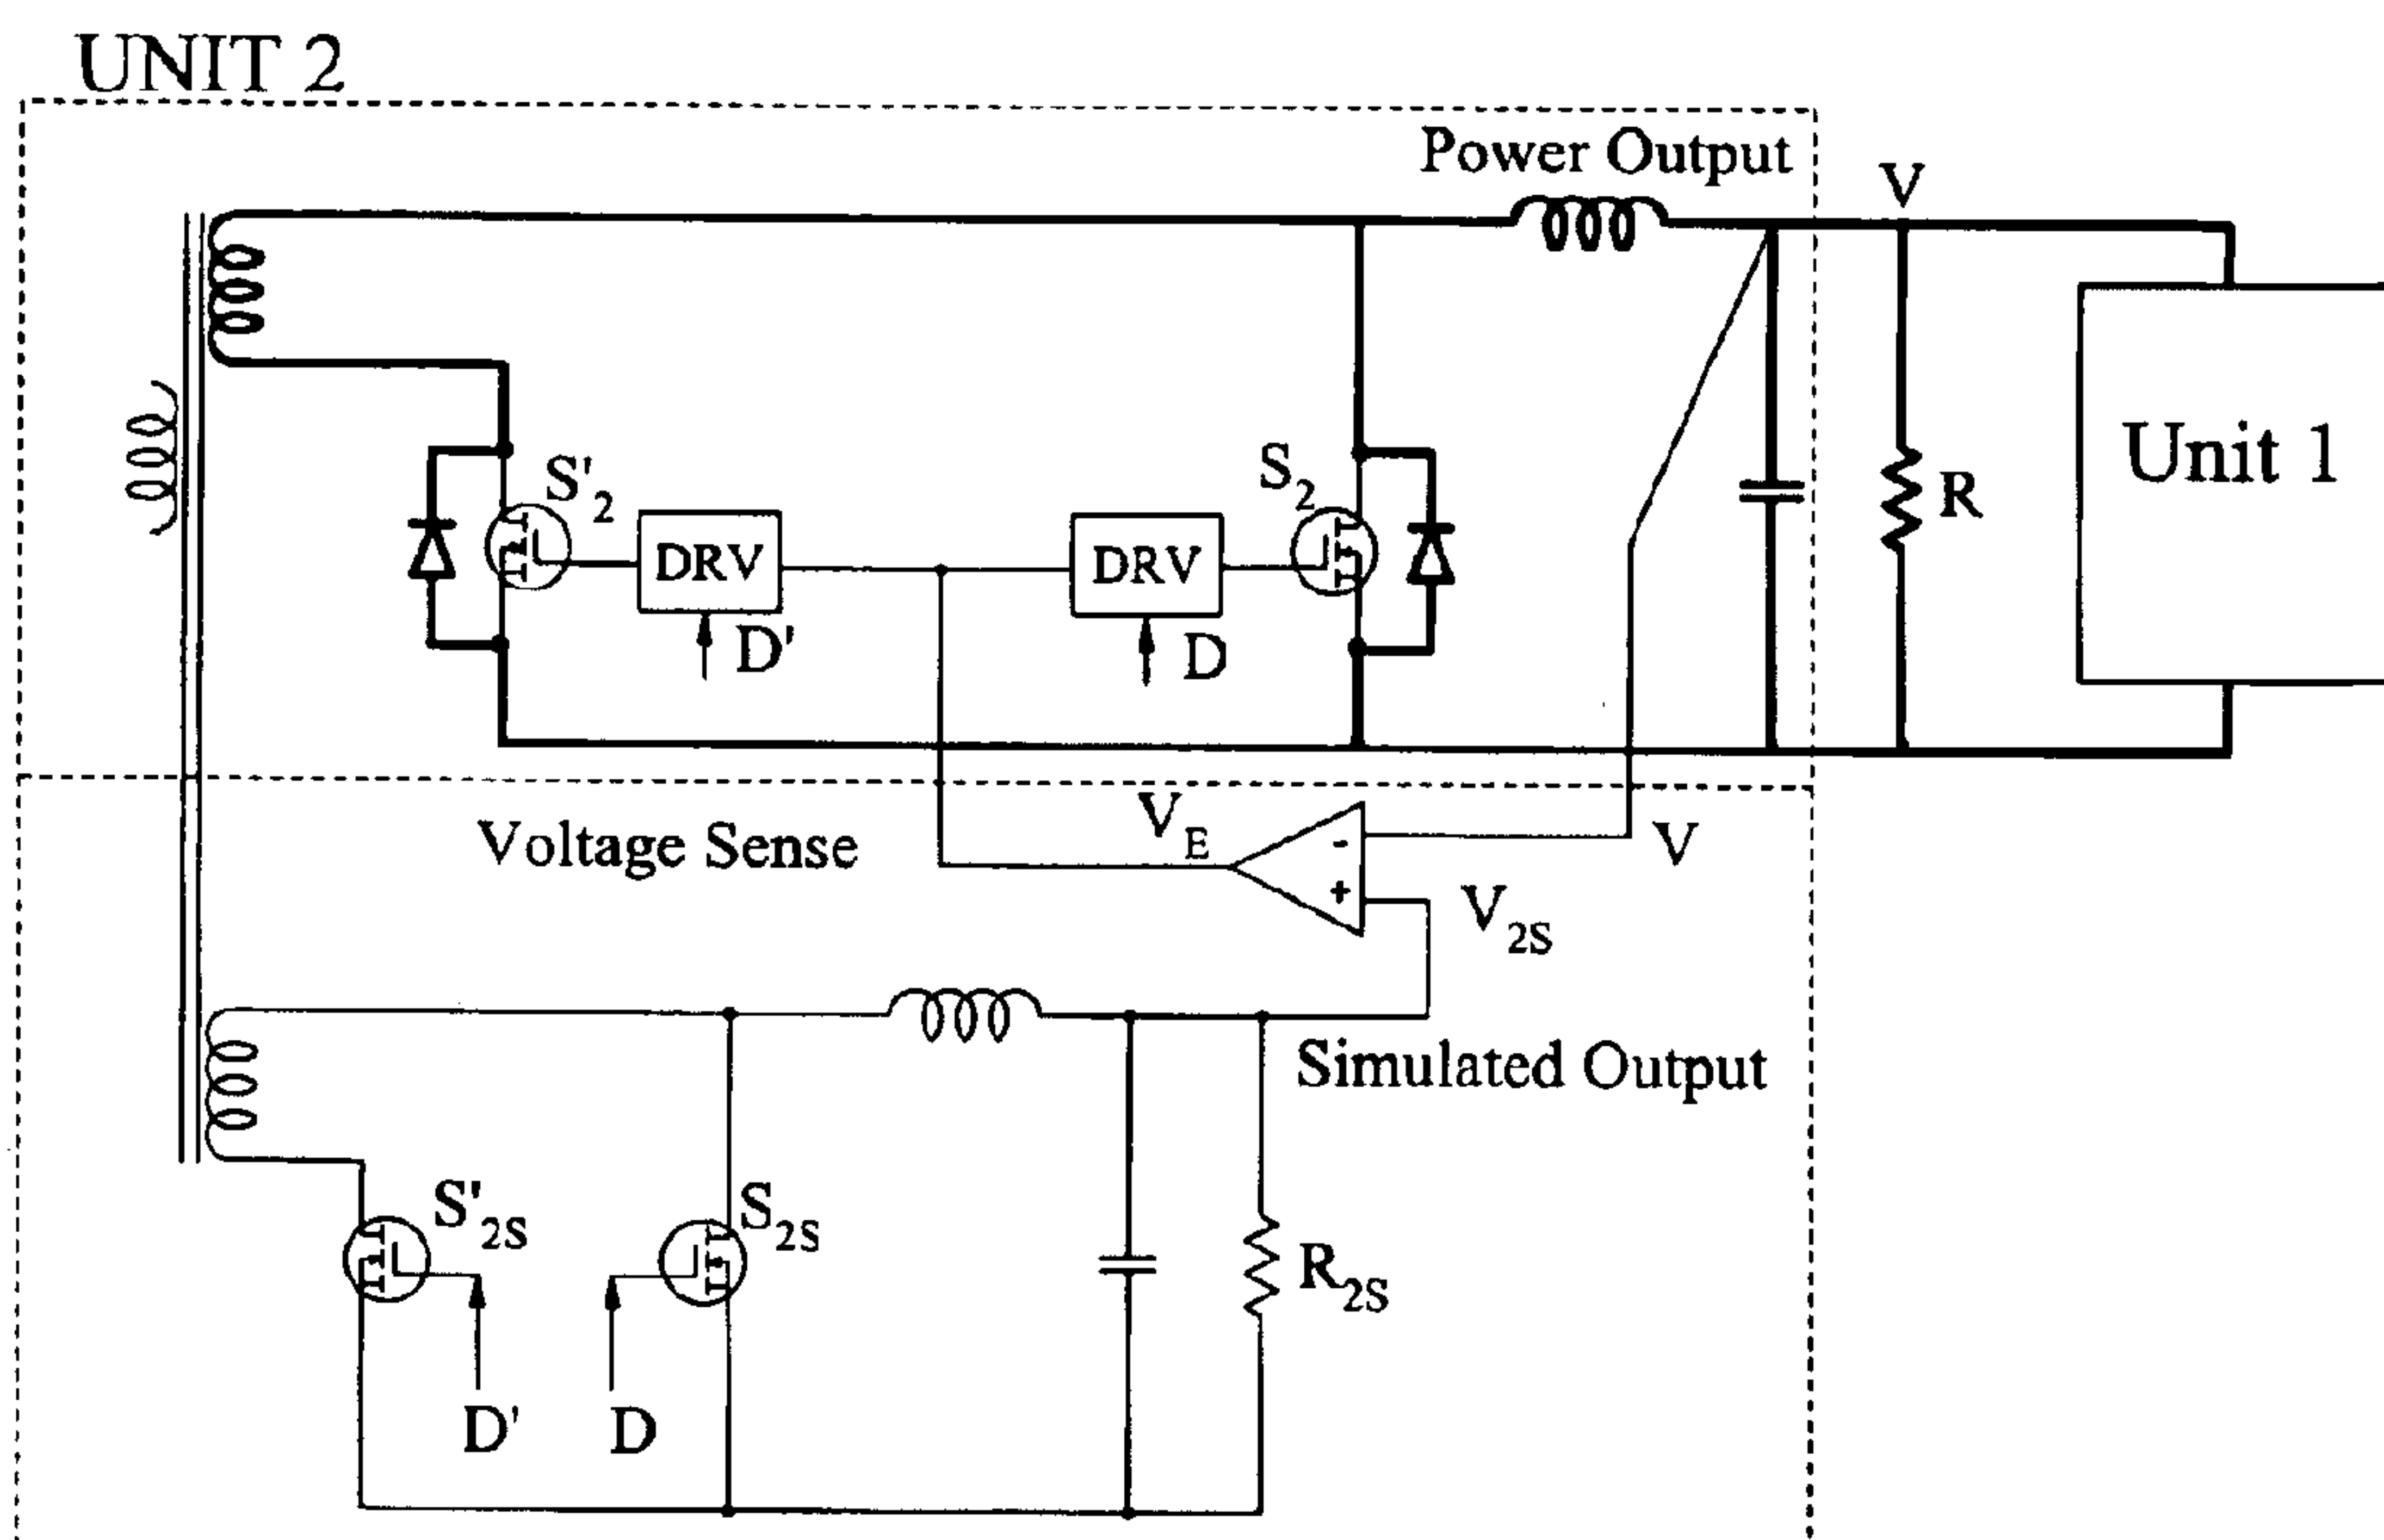 UNIT 2
Power Output
V
S'2
S2
DRV
DRV
R
Unit 1
D'
D
VE
Voltage Sense
-
V
+
V2S
Simulated Output
S'2S
S2S
R2S
D'
D